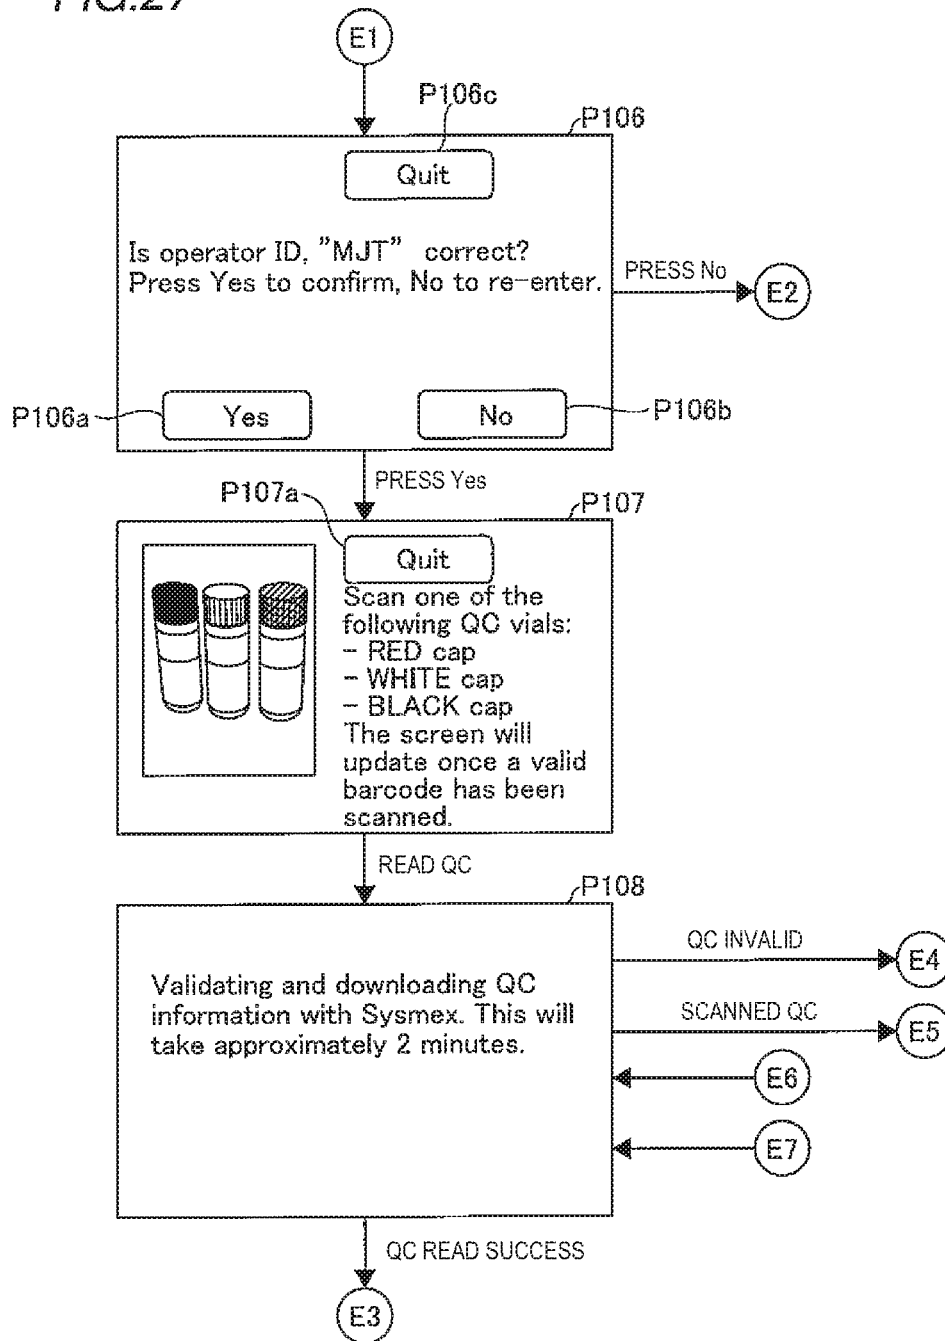 FIG.27
E1
P106c
P106
Quit
Is operator ID, "MJT" correct?
Press Yes to confirm, No to re-enter.
PRESS No
E2
P106a
Yes
No
P106b
PRESS Yes
P107a
P107
Quit
Scan one of the
following QC vials:
- RED cap
- WHITE cap
- BLACK cap
The screen will
update once a valid
barcode has been
scanned.
READ QC
P108
QC INVALID
E4
Validating and downloading QC
information with Sysmex. This will
take approximately 2 minutes.
SCANNED QC
E5
E6
E7
QC READ SUCCESS
E3